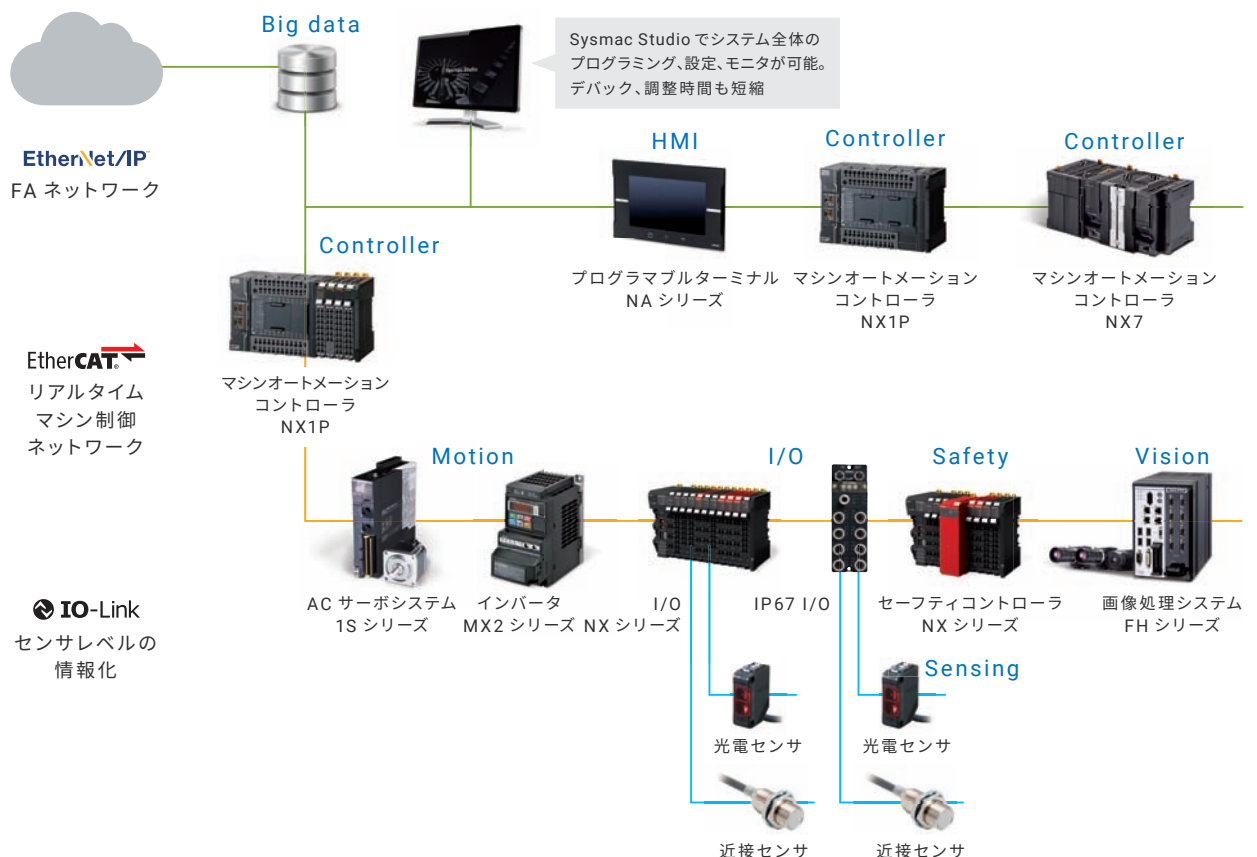 Big data
Sysmac Studio でシステム全体の
プログラミング、設定、モニタが可能。
デバック、調整時間も短縮
Sysmac Studio
EtherNet/IP
FA ネットワーク
HMI
Controller
Controller
プログラマブルターミナル
NA シリーズ
マシンオートメーション
コントローラ
NX1P
マシンオートメーション
コントローラ
NX7
Controller
マシンオートメーション
コントローラ
NX1P
EtherCAT®
リアルタイム
マシン制御
ネットワーク
Motion
I/O
Safety
Vision
AC サーボシステム
1S シリーズ
インバータ
MX2 シリーズ
I/O
NX シリーズ
IP67 I/O
セーフティコントローラ
NX シリーズ
画像処理システム
FH シリーズ
IO-Link
センサレベルの
情報化
Sensing
光電センサ
光電センサ
近接センサ
近接センサ